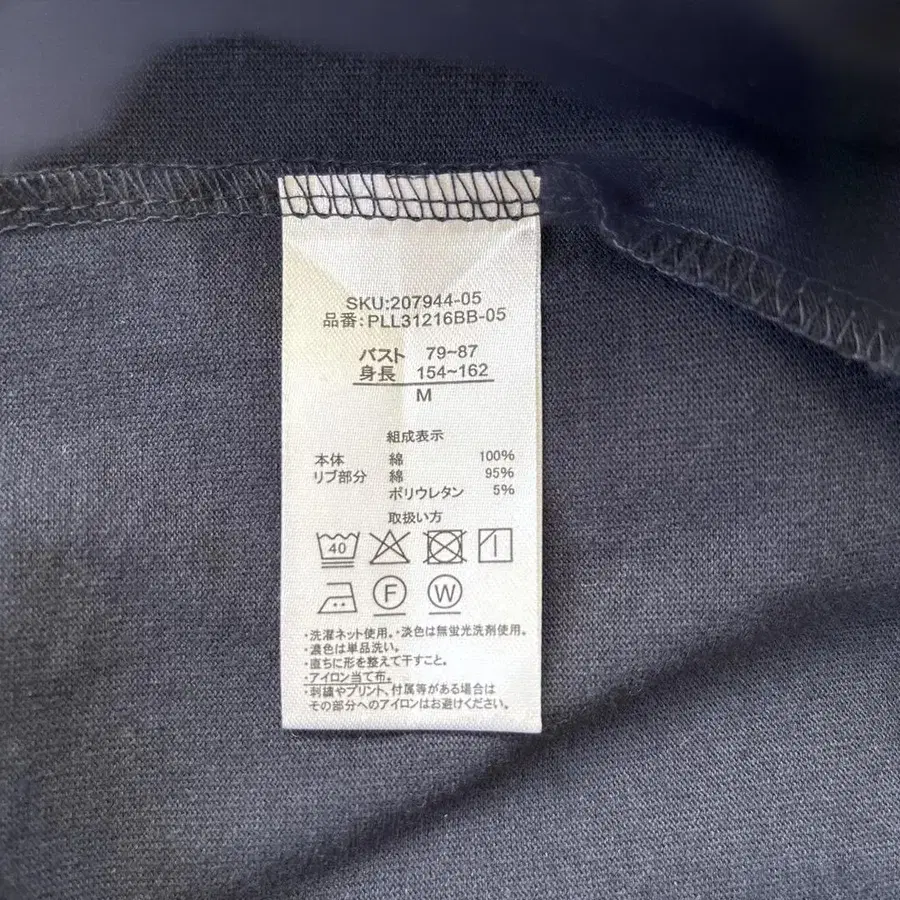 SKU:207944-05
品番:PLL31216BB-05
バスト 79~87
身長 154~162
M
組成表示
本体 綿 100%
リブ部分 綿 95%
ポリウレタン 5%
取扱い方
40
F W
・洗濯ネット使用。・淡色は無蛍光洗剤使用。
・濃色は単品洗い。
・直ちに形を整えて干すこと。
・アイロン当て布。
・刺繍やプリント、付属等がある場合は
その部分へのアイロンはお避けください。